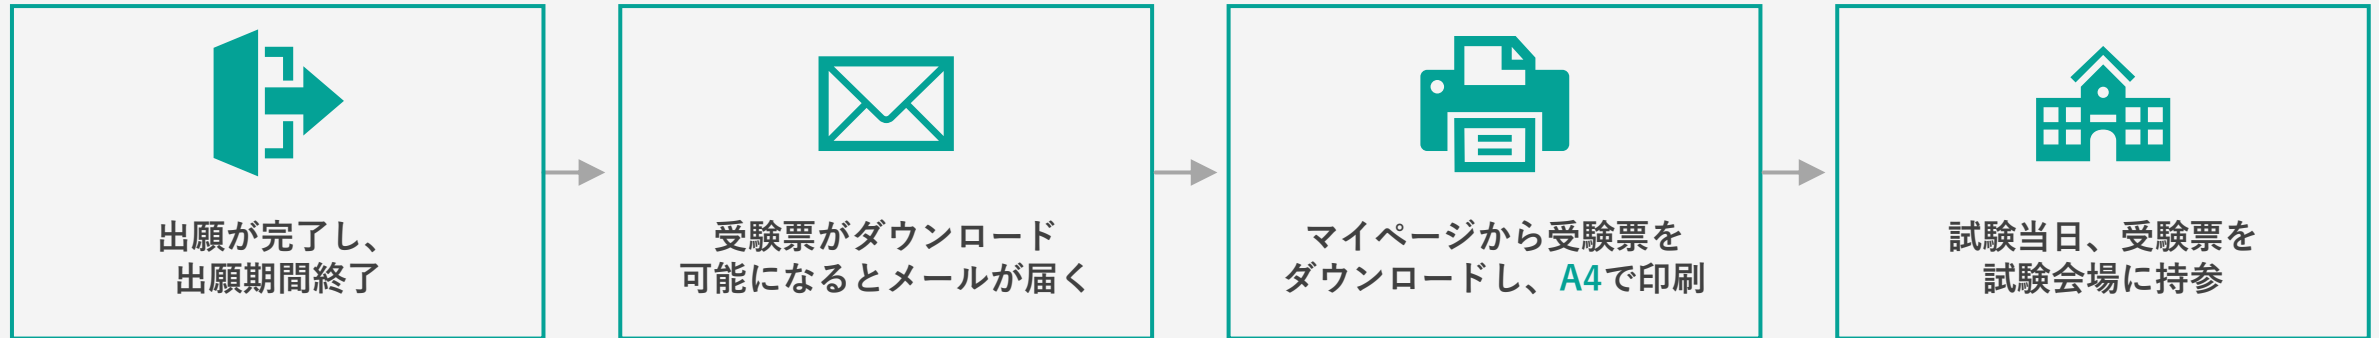 出願が完了し、
出願期間終了
受験票がダウンロード
可能になるとメールが届く
マイページから受験票を
ダウンロードし、A4で印刷
試験当日、受験票を
試験会場に持参